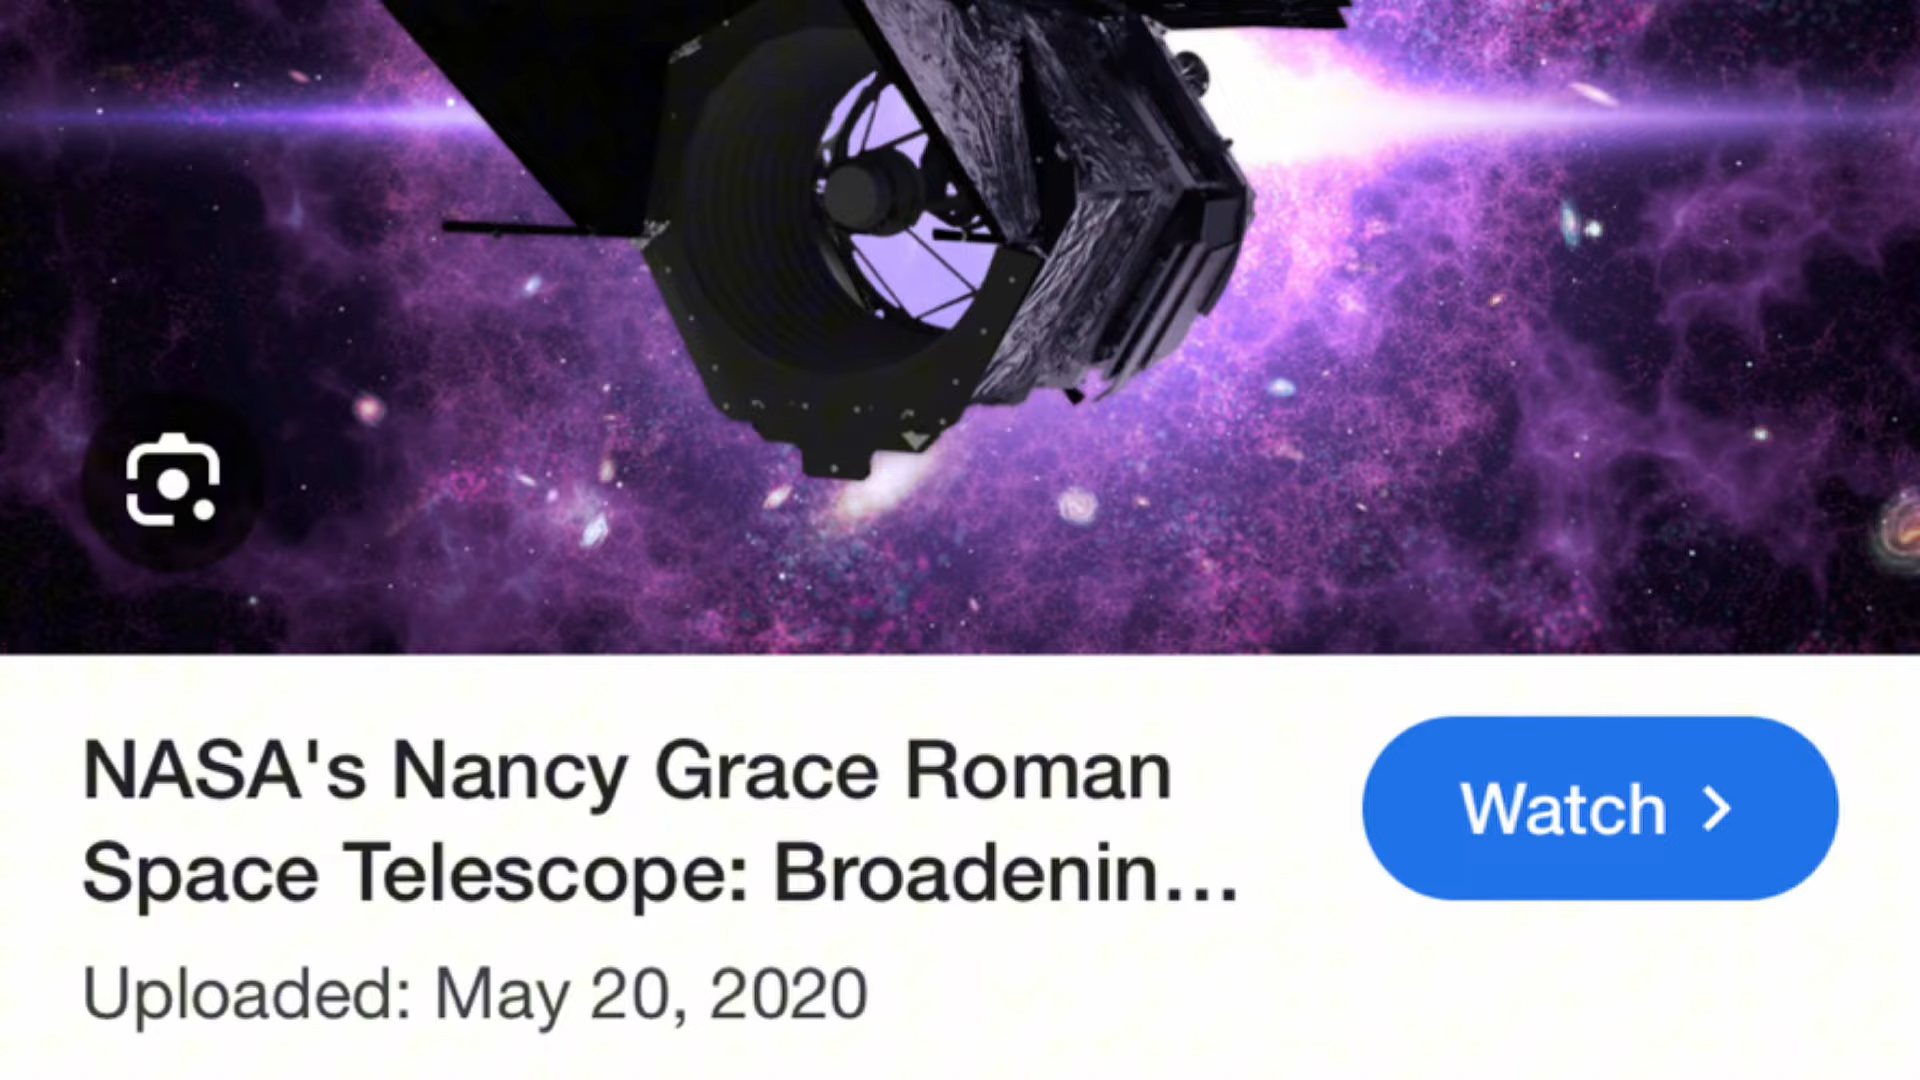 NASA's Nancy Grace Roman
Space Telescope: Broadenin...
Watch
Uploaded: May 20, 2020